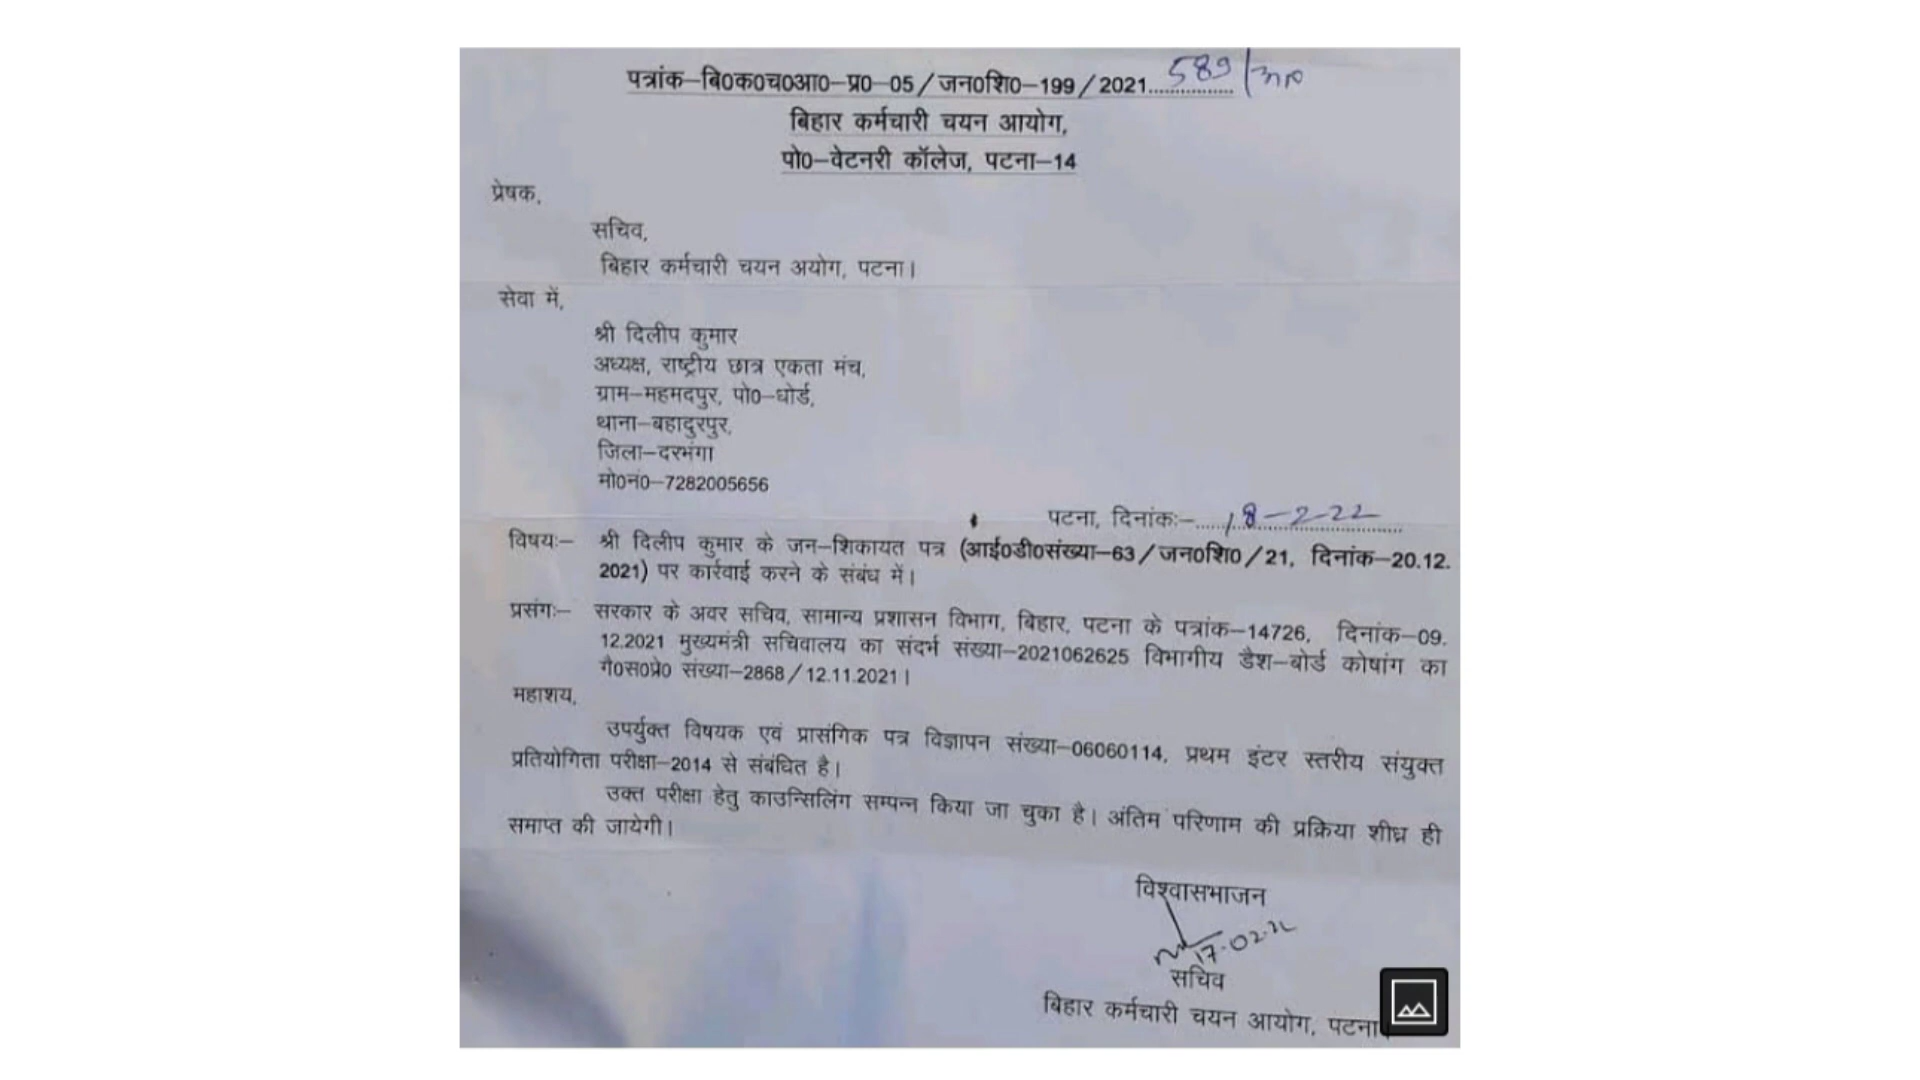 पत्रांक–बि0क0च0आ0–प्र0–05/जन0शि0–199/2021.............. 589
बिहार कर्मचारी चयन आयोग,
पो0–वेटनरी कॉलेज, पटना–14
प्रेषक,
सचिव,
बिहार कर्मचारी चयन अयोग, पटना।
सेवा में,
श्री दिलीप कुमार
अध्यक्ष, राष्ट्रीय छात्र एकता मंच,
ग्राम–महमदपुर, पो0–धोई,
थाना–बहादुरपुर,
जिला–दरभंगा
मो0नं0–7282005656
पटना, दिनांकः–.....18-2-22
विषयः– श्री दिलीप कुमार के जन–शिकायत पत्र (आई0डी0संख्या–63/जन0शि0/21, दिनांक–20.12.
2021) पर कार्रवाई करने के संबंध में।
प्रसंगः– सरकार के अवर सचिव, सामान्य प्रशासन विभाग, बिहार, पटना के पत्रांक–14726, दिनांक–09.
12.2021 मुख्यमंत्री सचिवालय का संदर्भ संख्या–2021062625 विभागीय डैश–बोर्ड कोषांग का
गै0स0प्रे0 संख्या–2868/12.11.2021।
महाशय,
उपर्युक्त विषयक एवं प्रासंगिक पत्र विज्ञापन संख्या–06060114, प्रथम इंटर स्तरीय संयुक्त
प्रतियोगिता परीक्षा–2014 से संबंधित है।
उक्त परीक्षा हेतु काउन्सिलिंग सम्पन्न किया जा चुका है। अंतिम परिणाम की प्रक्रिया शीघ्र ही
समाप्त की जायेगी।
विश्वासभाजन
17-02-22
सचिव
बिहार कर्मचारी चयन आयोग, पटना